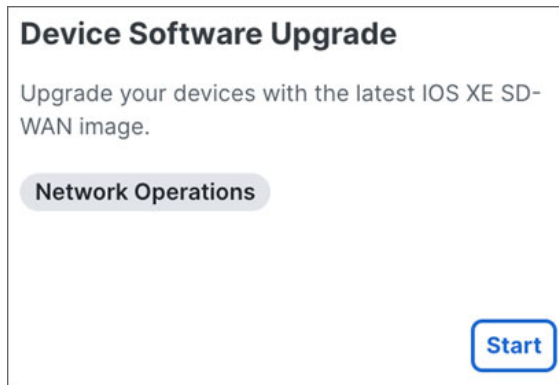 Device Software Upgrade
Upgrade your devices with the latest IOS XE SD-
WAN image.
Network Operations
Start